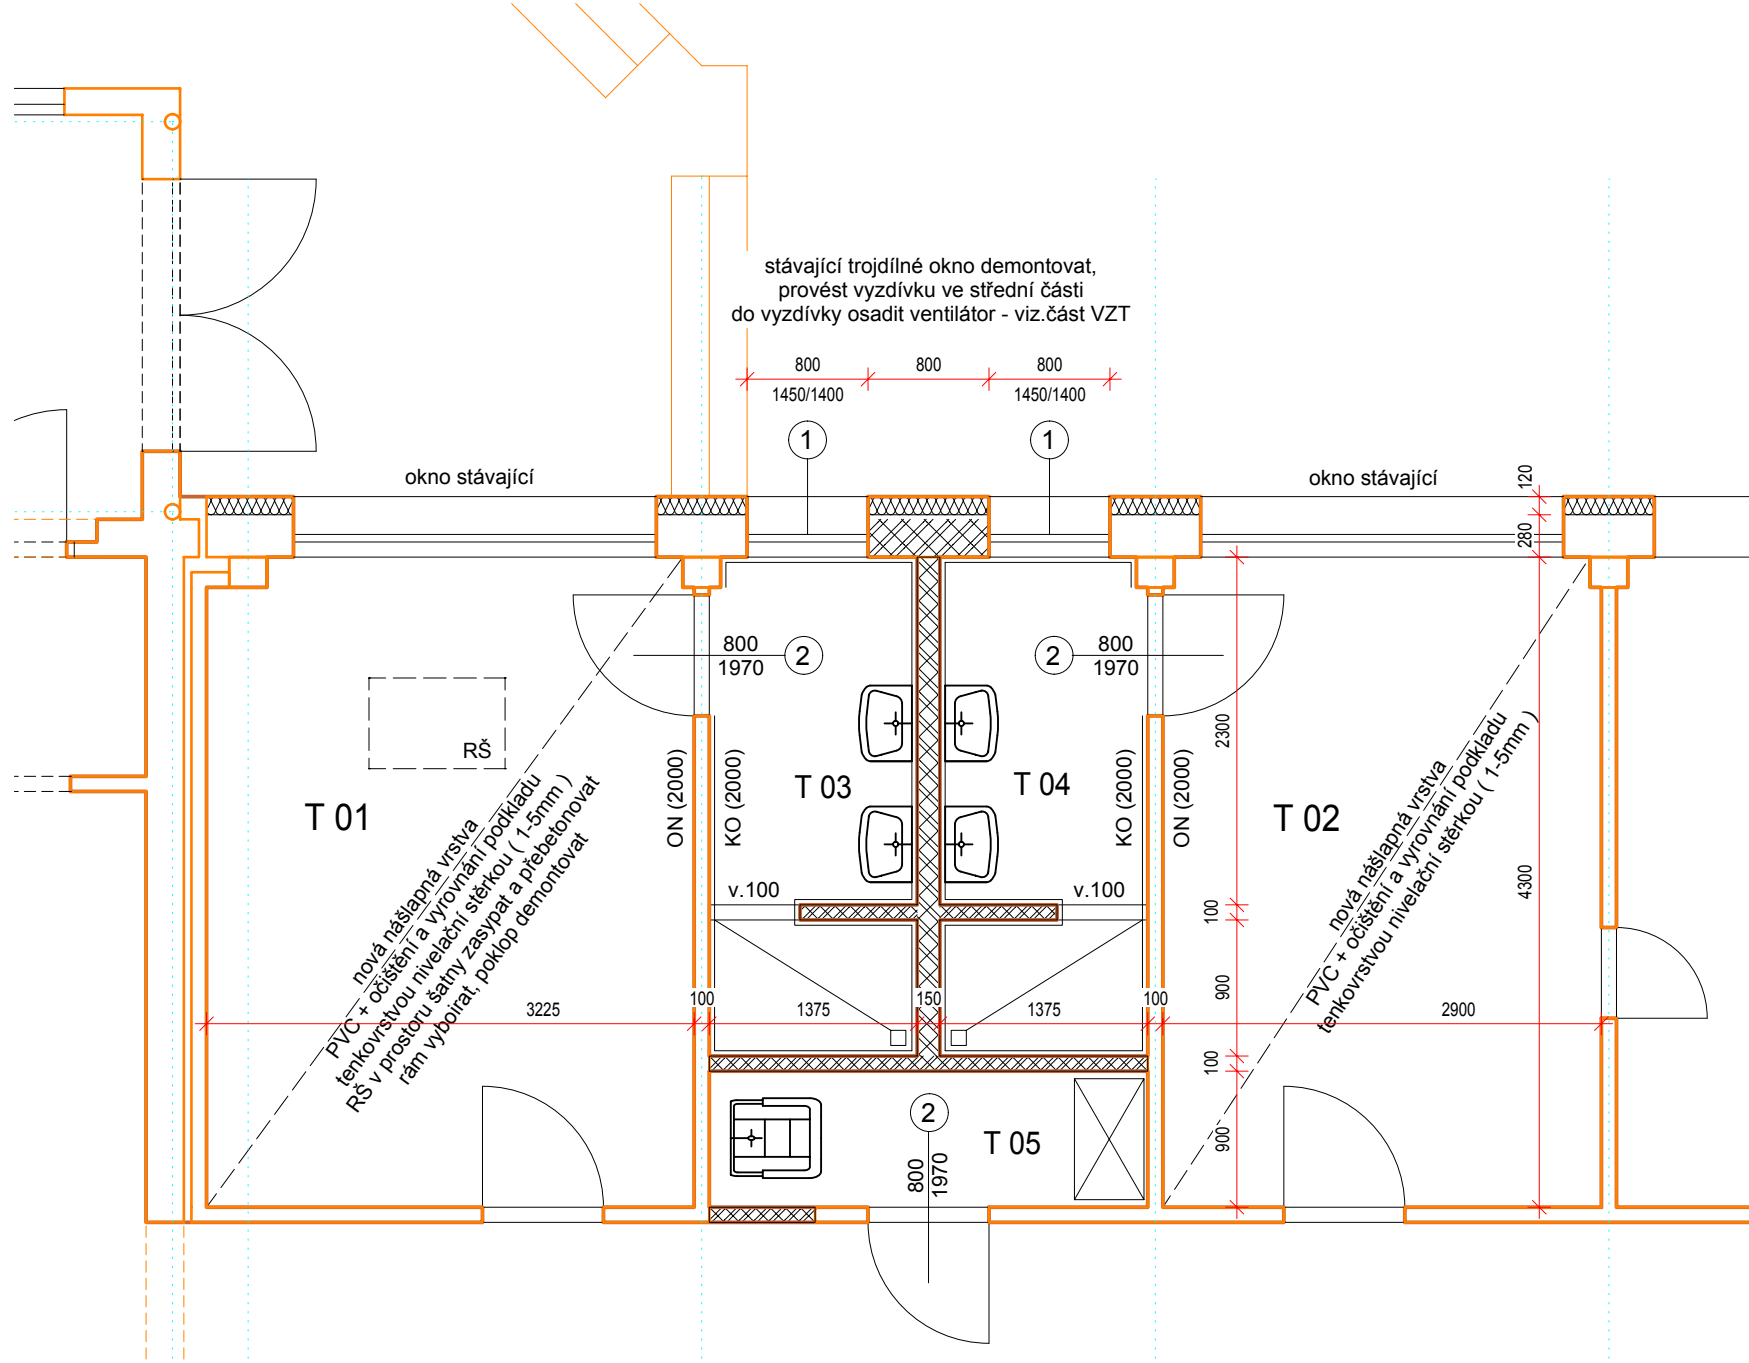 stávající trojdílné okno demontovat,
provést vyzdívku ve střední části
do vyzdívky osadit ventilátor - viz.část VZT
800
800
800
1450/1400
1450/1400
1
1
okno stávající
okno stávající
120
280
800
1970
2
2
800
1970
2300
RŠ
T 01
T 03
T 04
T 02
ON (2000)
KO (2000)
KO (2000)
ON (2000)
4300
v.100
v.100
100
900
nová nášlapná vrstva
PVC + očištění a vyrovnání podkladu
tenkovrstvou nivelační stěrkou ( 1-5mm )
RŠ v prostoru šatny zasypat a přebetonovat
rám vyboirat, poklop demontovat
nová nášlapná vrstva
PVC + očištění a vyrovnání podkladu
tenkovrstvou nivelační stěrkou ( 1-5mm )
3225
100
1375
150
1375
100
2900
100
900
2
T 05
800
1970